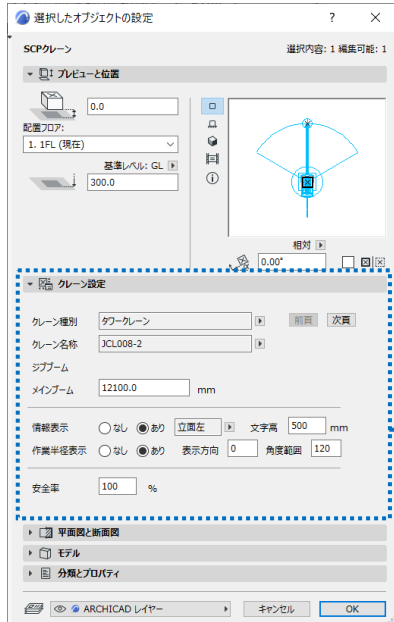 選択したオブジェクトの設定 ? ×
SCPクレーン 選択内容: 1 編集可能: 1
プレビューと位置
0.0
配置フロア:
1. 1FL (現在)
基準レベル: GL
300.0
相対
0.00°
クレーン設定
クレーン種別 タワークレーン 前頁 次頁
クレーン名称 JCL008-2
ジブブーム
メインブーム 12100.0 mm
情報表示 なし あり 立面左 文字高 500 mm
作業半径表示 なし あり 表示方向 0 角度範囲 120
安全率 100 %
平面図と断面図
モデル
分類とプロパティ
ARCHICAD レイヤー キャンセル OK